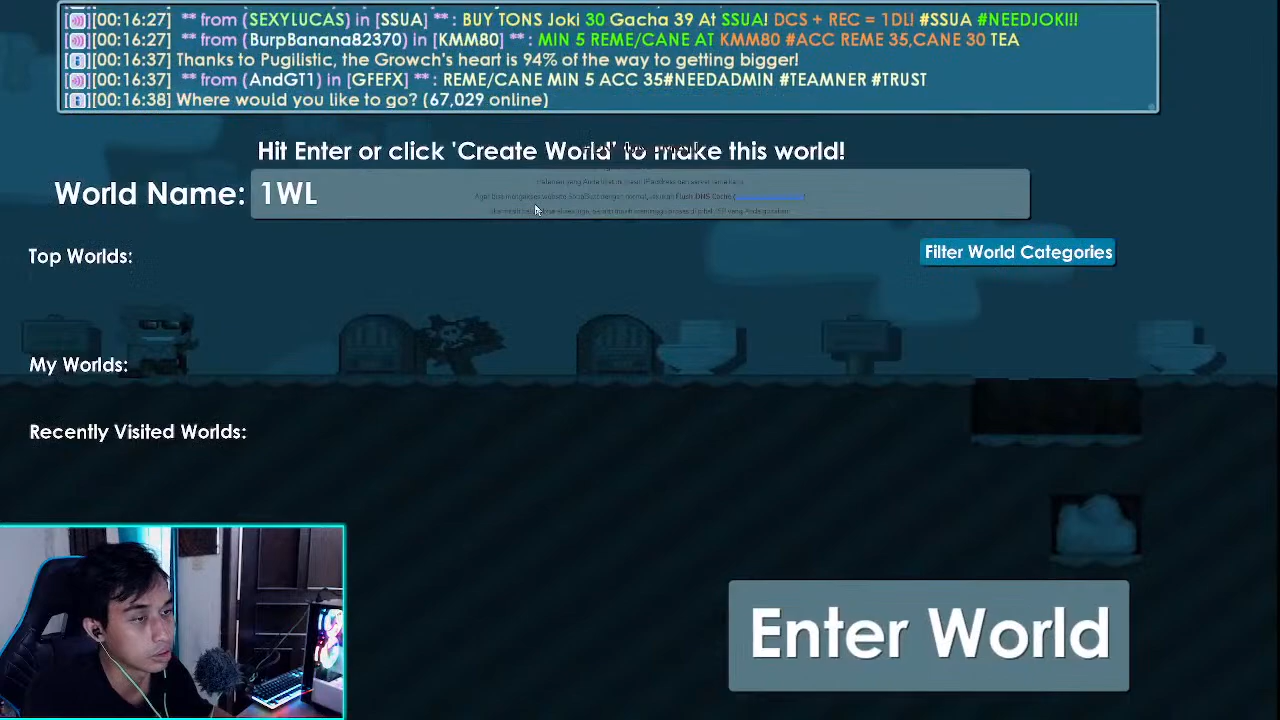 [00:16:27] ** from (SEXYLUCAS) in [SSUA] ** : BUY TONS Joki 30 Gacha 39 At SSUA! DCS + REC = 1DL! #SSUA #NEEDJOKI!!
[00:16:27] ** from (BurpBanana82370) in [KMM80] ** : MIN 5 REME/CANE AT KMM80 #ACC REME 35,CANE 30 TEA
[00:16:37] Thanks to Pugilistic, the Growch's heart is 94% of the way to getting bigger!
[00:16:37] ** from (AndGT1) in [GFEFX] ** : REME/CANE MIN 5 ACC 35#NEEDADMIN #TEAMNER #TRUST
[00:16:38] Where would you like to go? (67,029 online)
Hit Enter or click 'Create World' to make this world!
World Name: 1WL
Top Worlds:
Filter World Categories
My Worlds:
Recently Visited Worlds:
Enter World